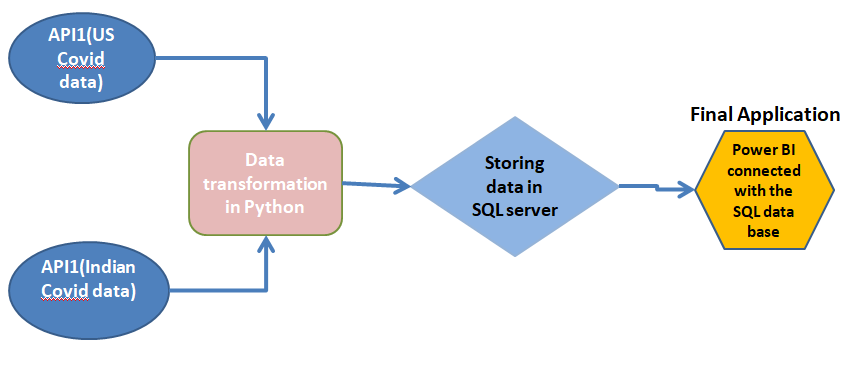 API1(US
Covid
data)
Data
transformation
in Python
API1(Indian
Covid data)
Storing
data in
SQL server
Final Application
Power BI
connected
with the
SQL data
base